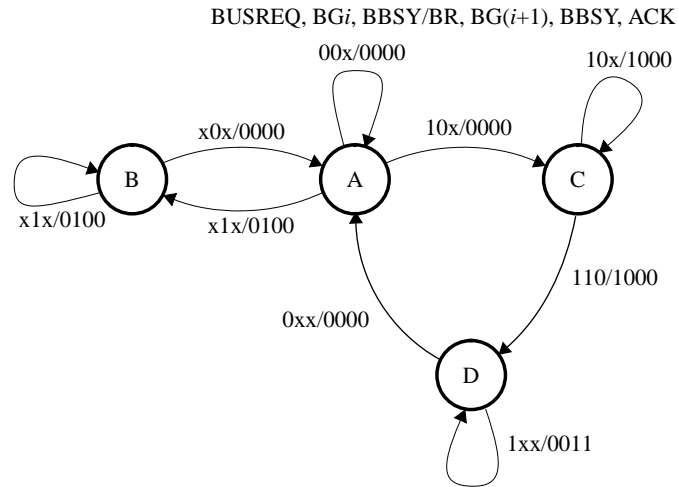 BUSREQ, BGi, BBSY/BR, BG(i+1), BBSY, ACK
00x/0000
10x/1000
x0x/0000
10x/0000
B
A
C
x1x/0100
x1x/0100
110/1000
0xx/0000
D
1xx/0011